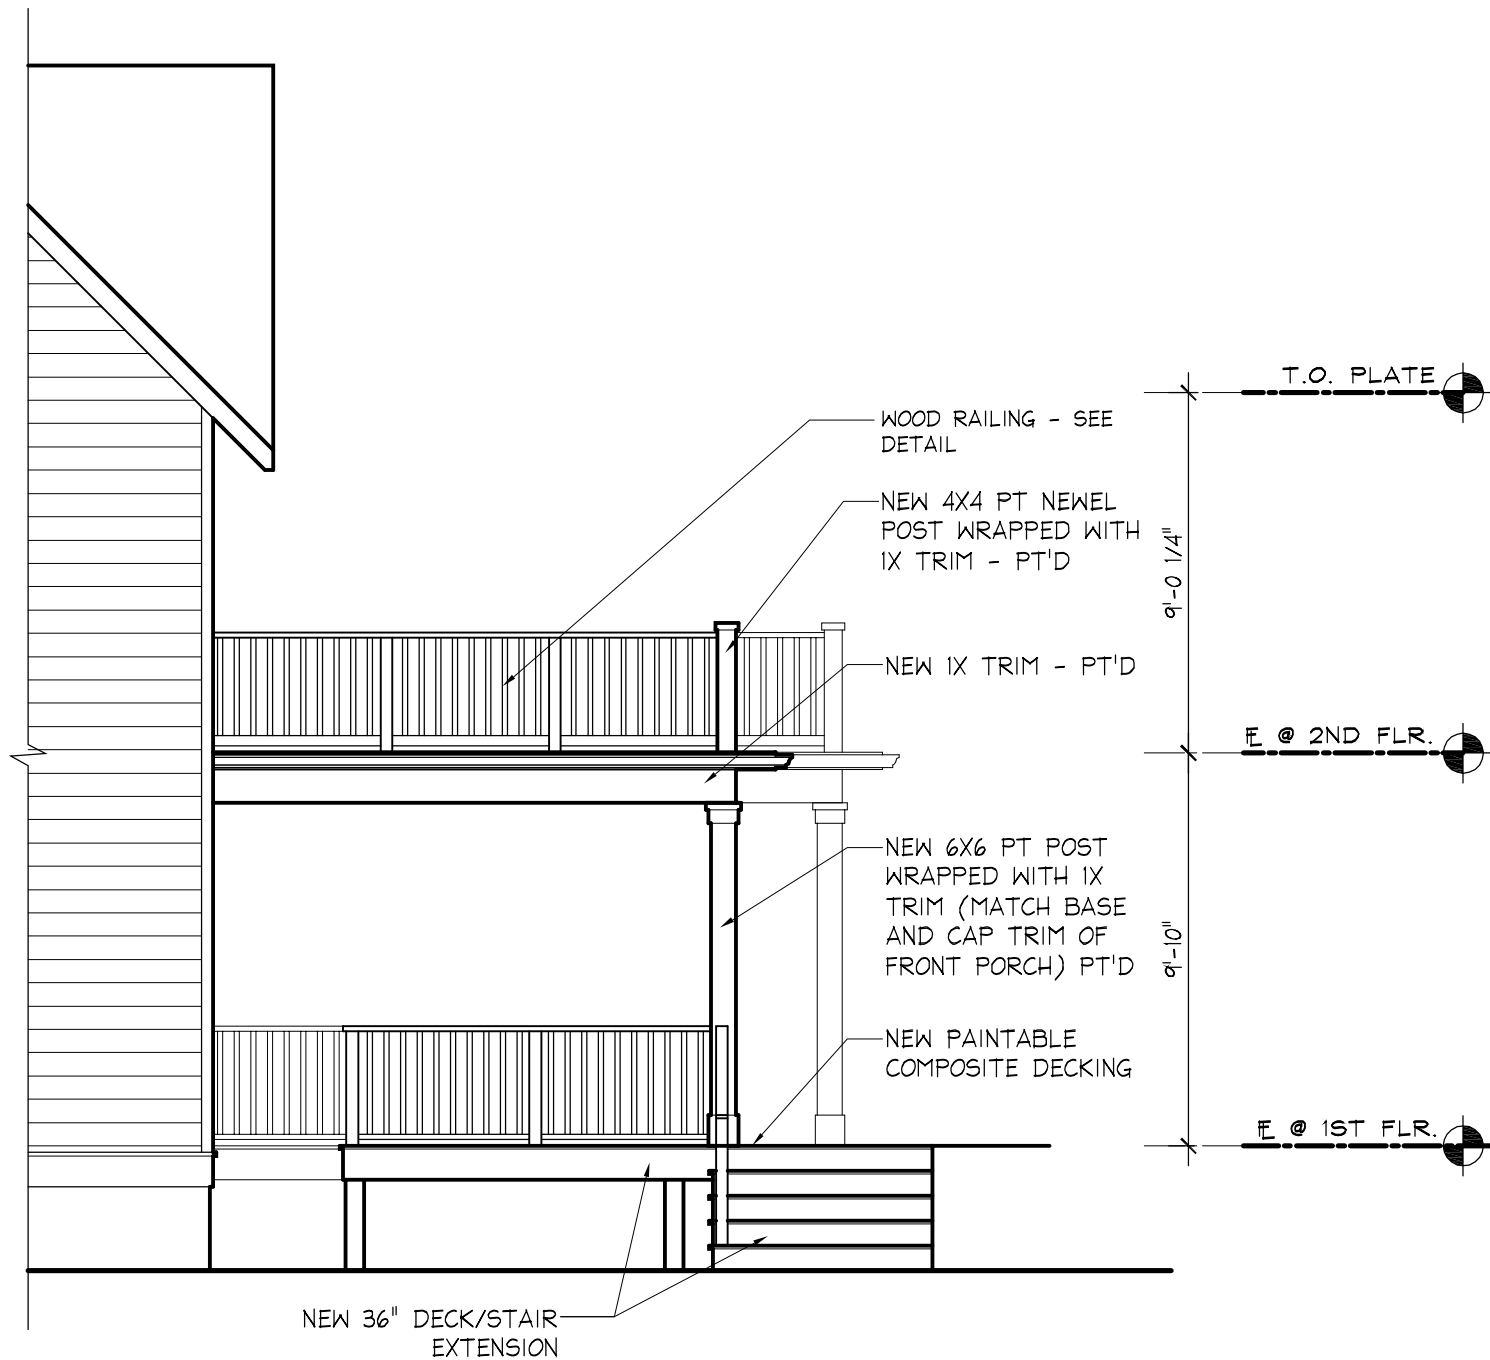 T.O. PLATE
WOOD RAILING - SEE
DETAIL
NEW 4X4 PT NEWEL
POST WRAPPED WITH
1X TRIM - PT'D
9'-0 1/4"
NEW 1X TRIM - PT'D
FL @ 2ND FLR.
NEW 6X6 PT POST
WRAPPED WITH 1X
TRIM (MATCH BASE
AND CAP TRIM OF
FRONT PORCH) PT'D
9'-10"
NEW PAINTABLE
COMPOSITE DECKING
FL @ 1ST FLR.
NEW 36" DECK/STAIR
EXTENSION